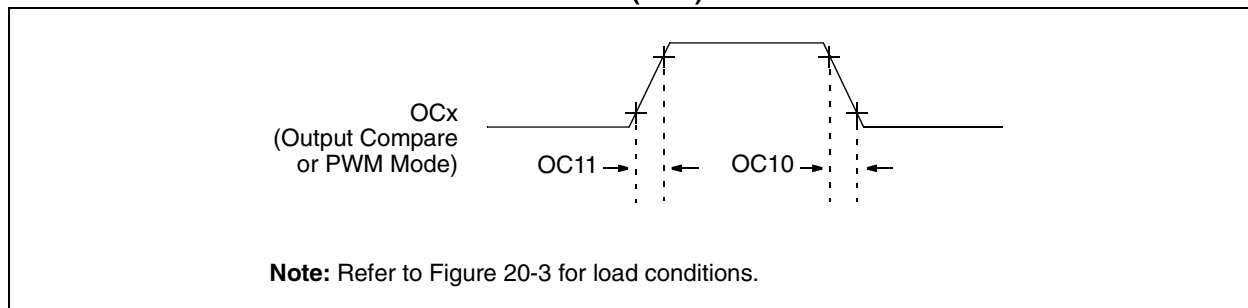 OCx
(Output Compare
or PWM Mode)
OC11
OC10
Note: Refer to Figure 20-3 for load conditions.